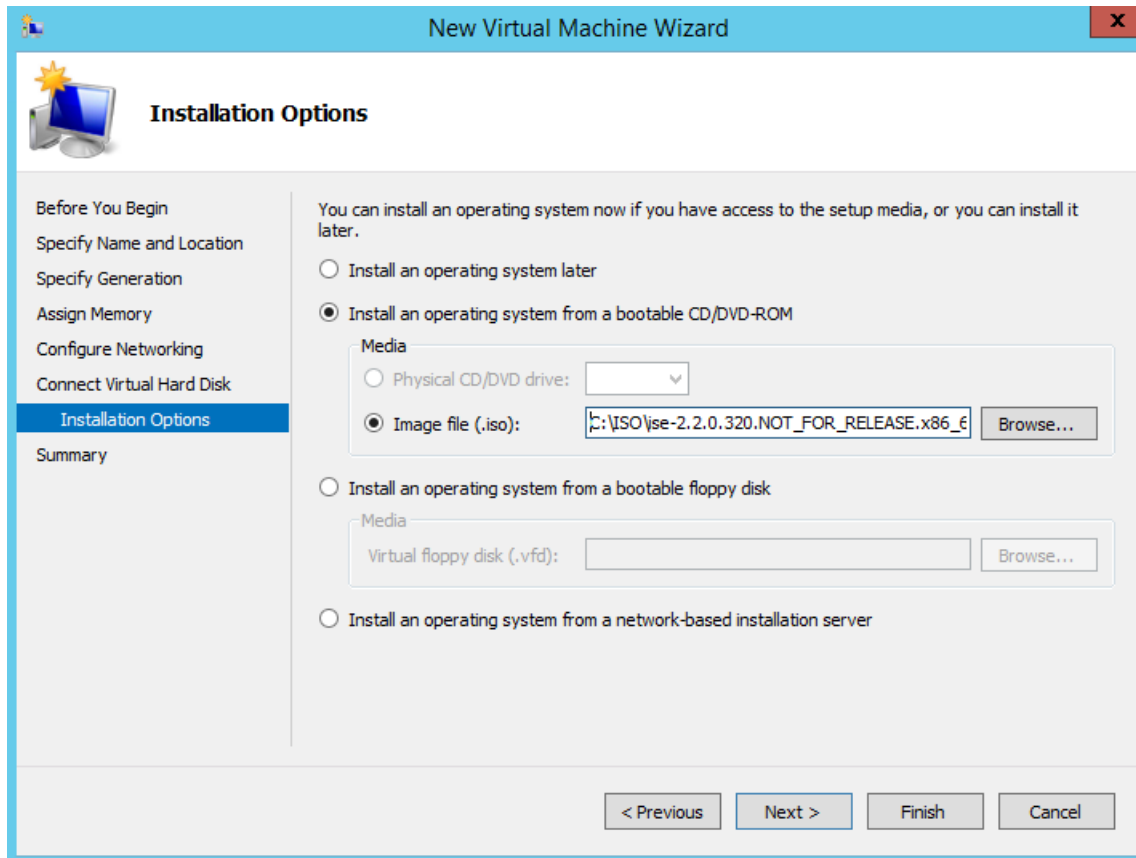 New Virtual Machine Wizard
x
Installation Options
Before You Begin
Specify Name and Location
Specify Generation
Assign Memory
Configure Networking
Connect Virtual Hard Disk
Installation Options
Summary
You can install an operating system now if you have access to the setup media, or you can install it
later.
Install an operating system later
Install an operating system from a bootable CD/DVD-ROM
Media
Physical CD/DVD drive:
Image file (.iso):
C:\ISO\ise-2.2.0.320.NOT_FOR_RELEASE.x86_6
Browse...
Install an operating system from a bootable floppy disk
Media
Virtual floppy disk (.vfd):
Browse...
Install an operating system from a network-based installation server
< Previous
Next >
Finish
Cancel